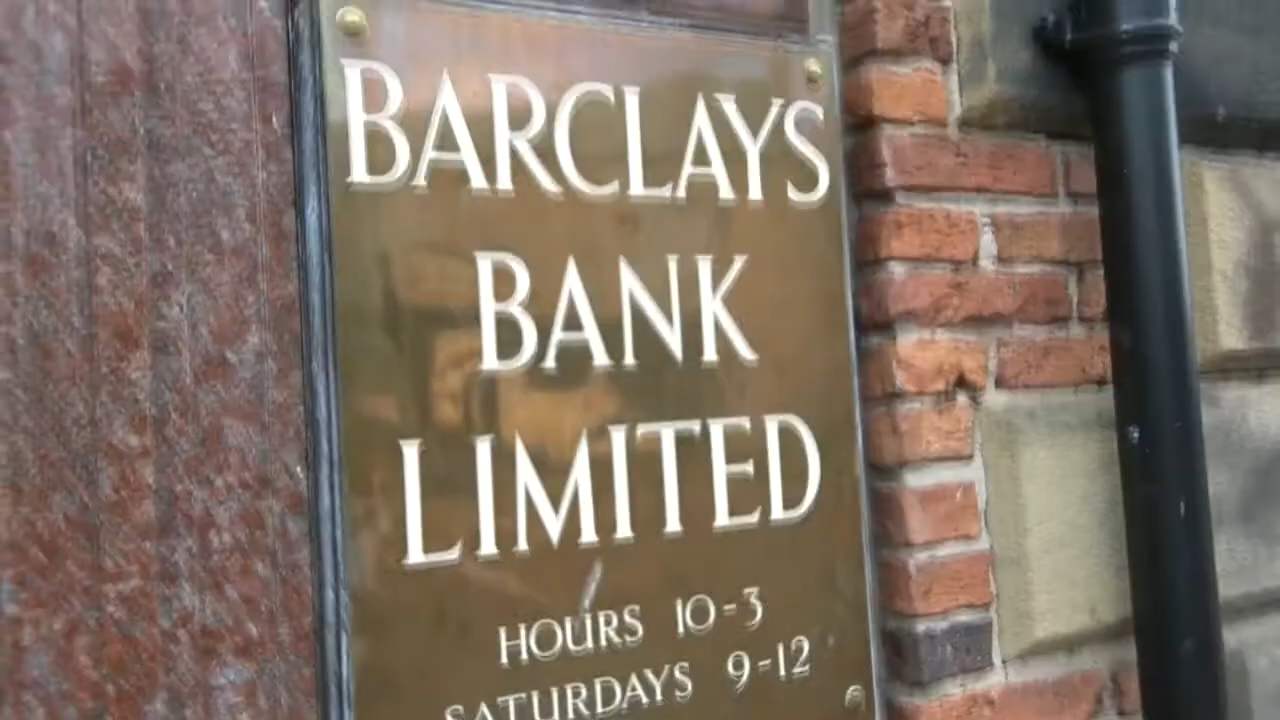 BARCLAYS
BANK
LIMITED
HOURS 10-3
SATURDAYS 9-12